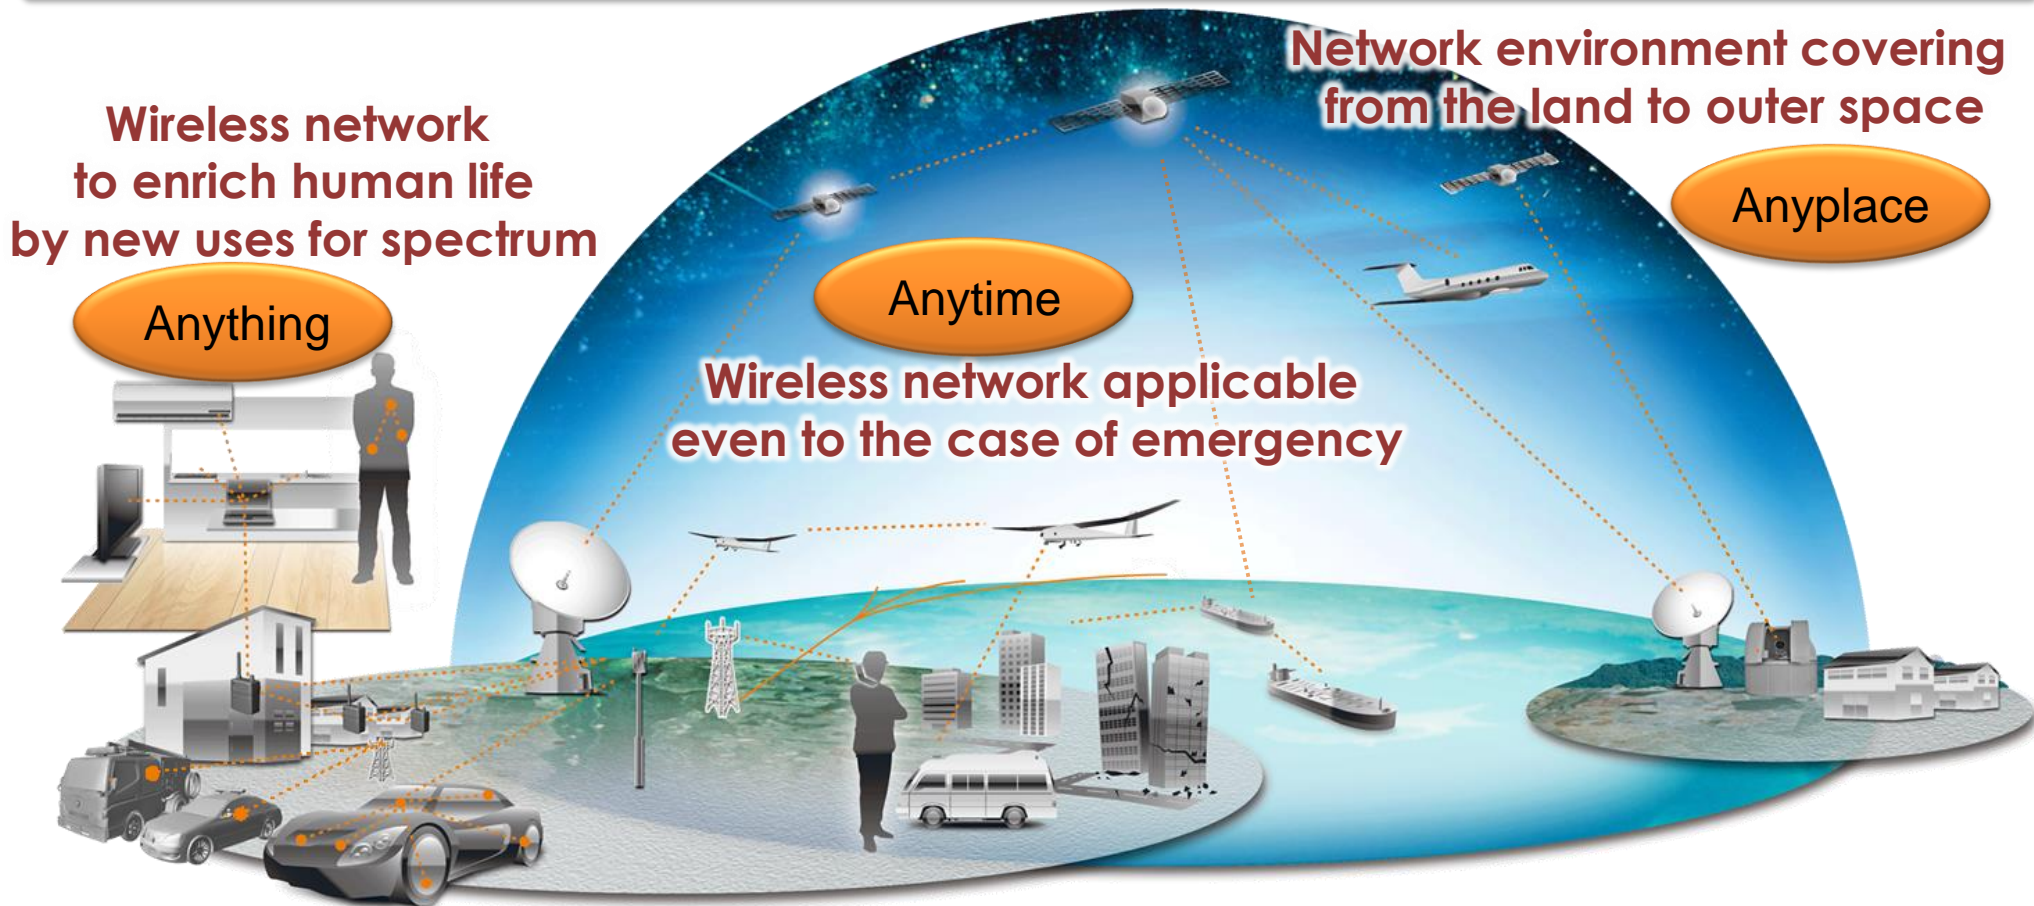 Wireless network
to enrich human life
by new uses for spectrum
Anything
Anytime
Wireless network applicable
even to the case of emergency
Network environment covering
from the land to outer space
Anyplace